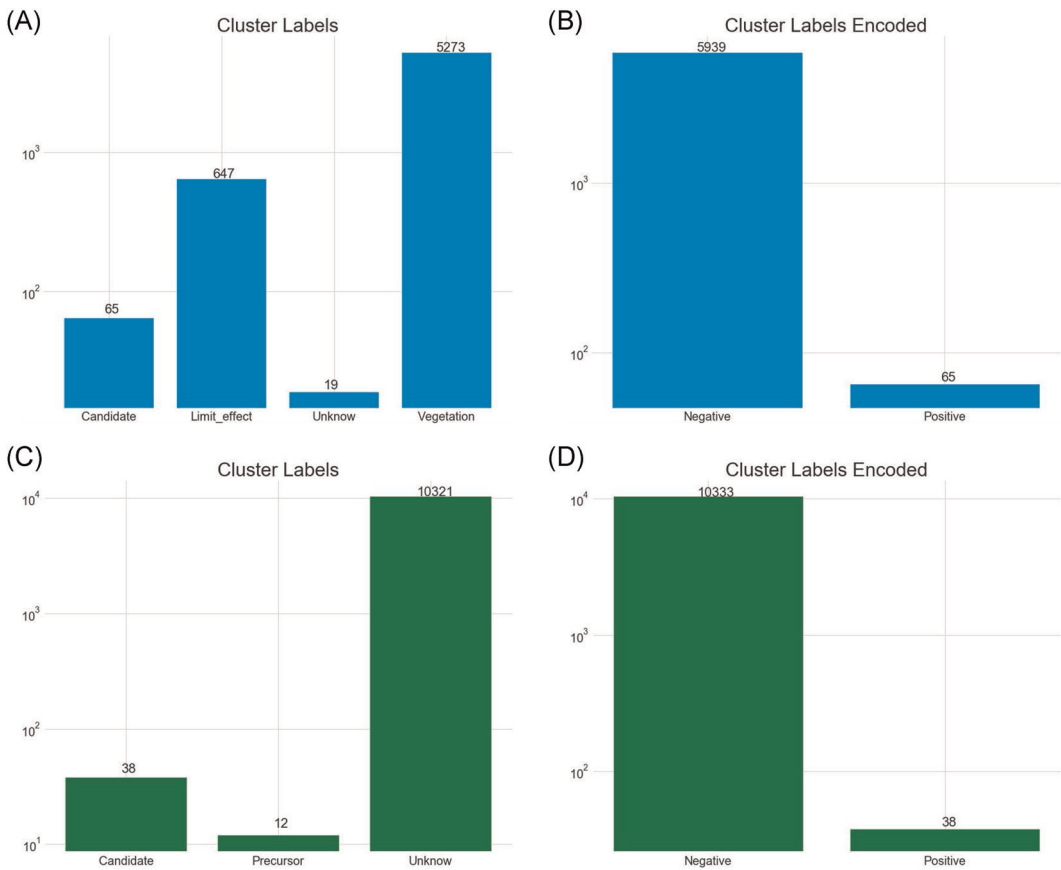 (A)
Cluster Labels
5273
10³
647
10²
65
19
Candidate
Limit_effect
Unknow
Vegetation
(B)
Cluster Labels Encoded
5939
10³
10²
65
Negative
Positive
(C)
Cluster Labels
10⁴
10321
10³
10²
38
12
10¹
Candidate
Precursor
Unknow
(D)
Cluster Labels Encoded
10⁴
10333
10³
10²
38
Negative
Positive